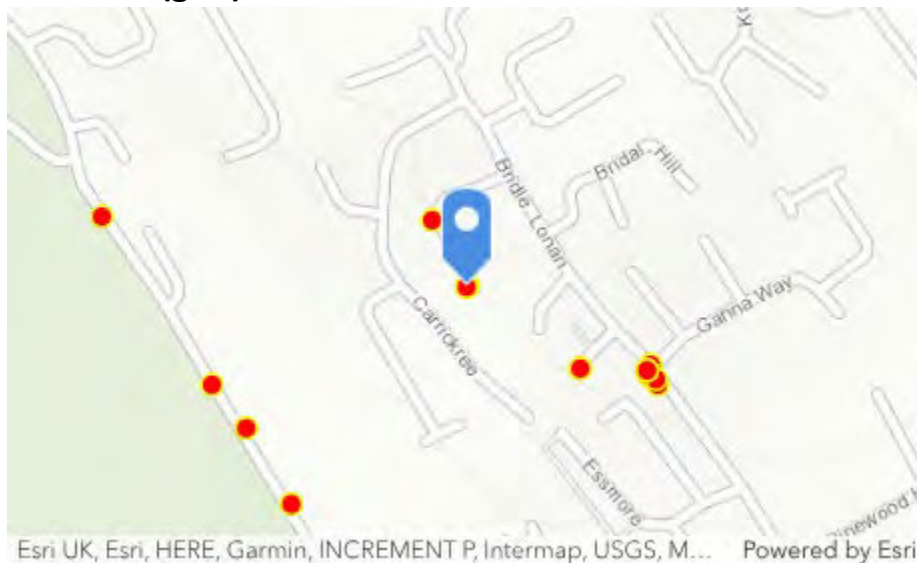 Bridle Lonan
Bridal Hill
Ganna Way
Carrickree
Essmore
Esri UK, Esri, HERE, Garmin, INCREMENT P, Intermap, USGS, M... Powered by Esri